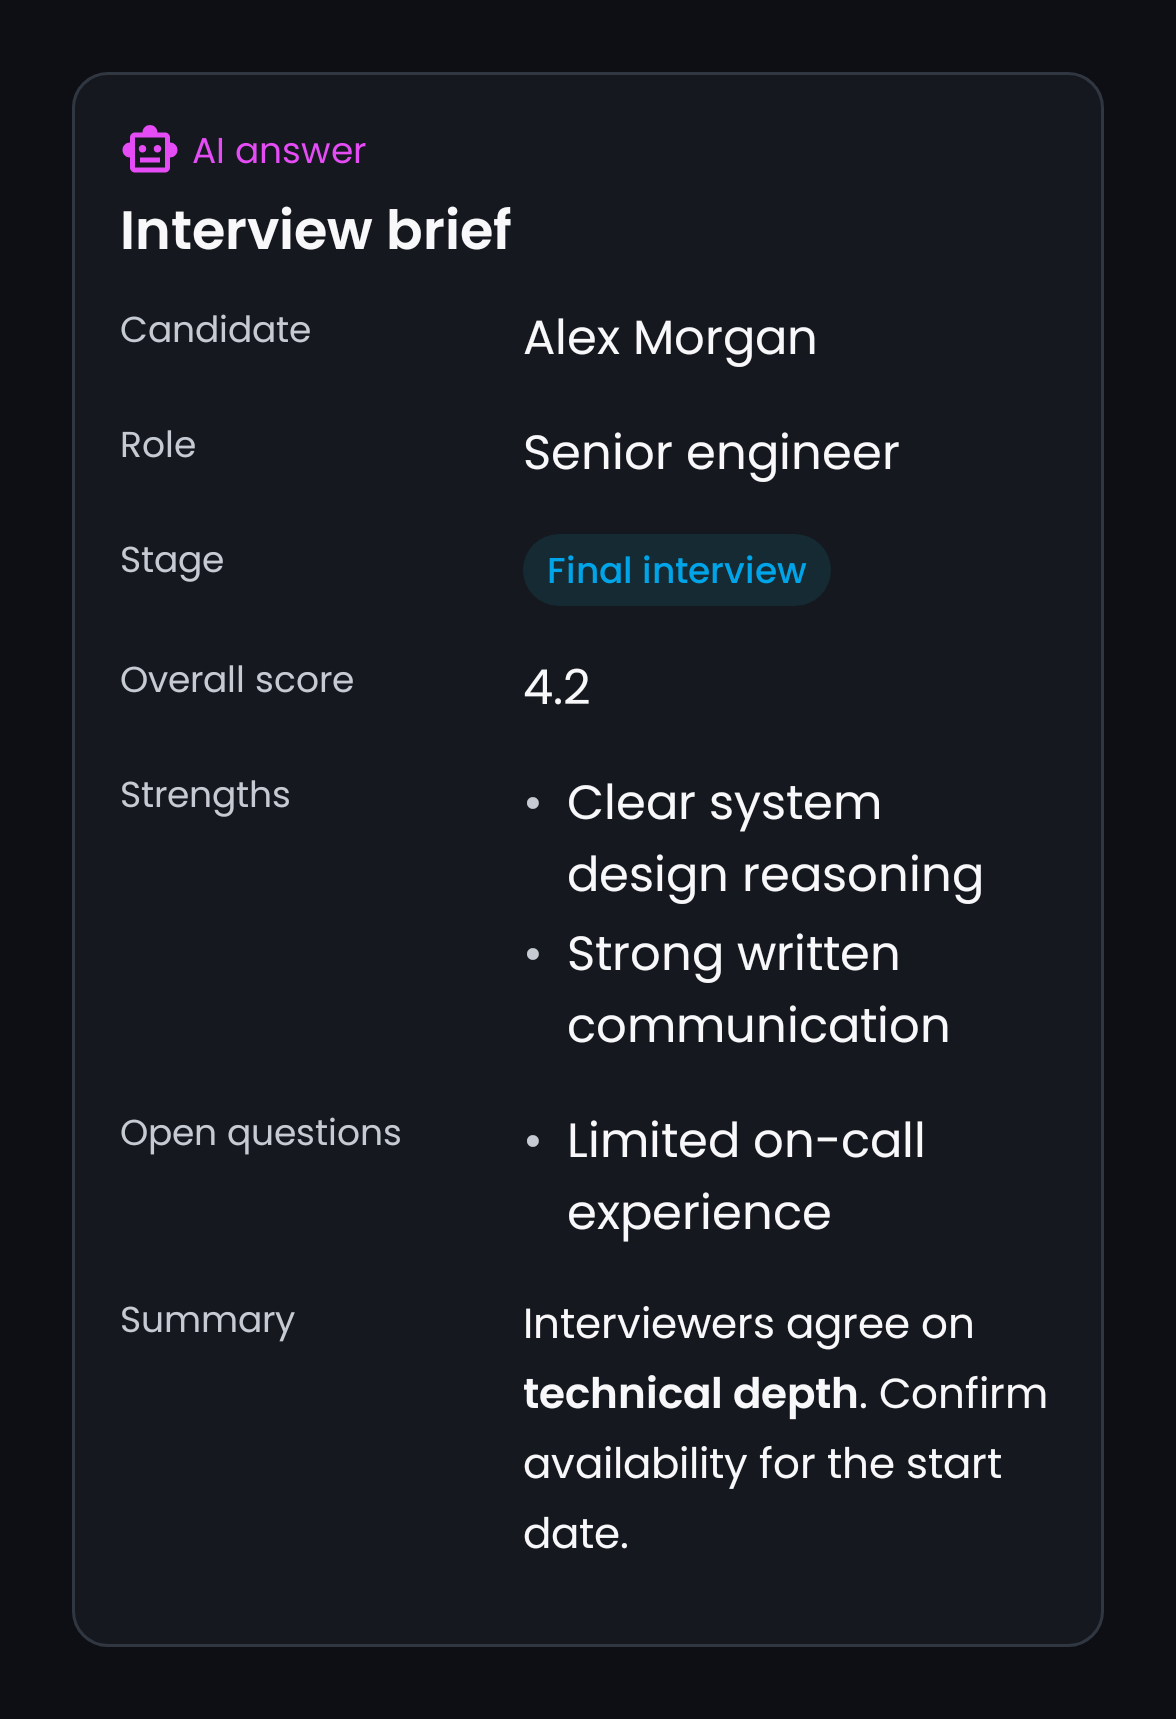 AI answer
Interview brief
Candidate
Alex Morgan
Role
Senior engineer
Stage
Final interview
Overall score
4.2
Strengths
• Clear system
design reasoning
• Strong written
communication
Open questions
• Limited on-call
experience
Summary
Interviewers agree on
technical depth. Confirm
availability for the start
date.